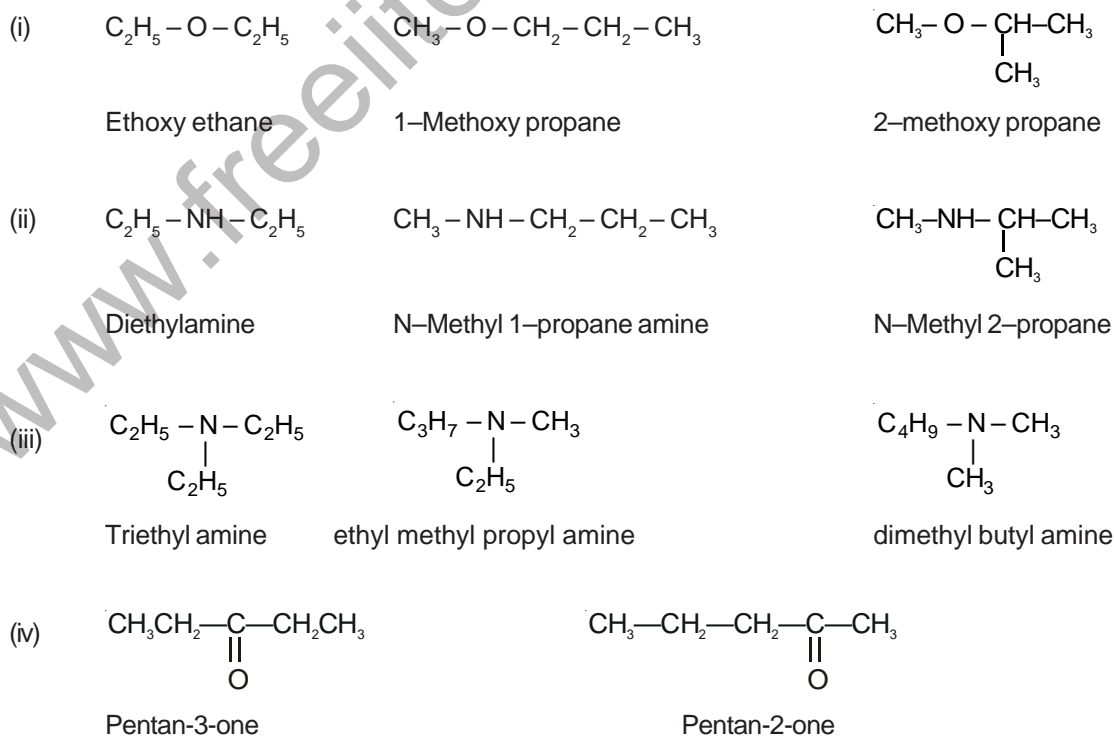 (i) C₂H₅ – O – C₂H₅ CH₃– O – CH₂– CH₂– CH₃ CH₃– O – CH–CH₃
CH₃
Ethoxy ethane 1–Methoxy propane 2–methoxy propane
(ii) C₂H₅ – NH – C₂H₅ CH₃ – NH – CH₂ – CH₂ – CH₃ CH₃–NH– CH–CH₃
CH₃
Diethylamine N–Methyl 1–propane amine N–Methyl 2–propane
(iii) C₂H₅ – N – C₂H₅ C₃H₇ – N – CH₃ C₄H₉ – N – CH₃
C₂H₅ C₂H₅ CH₃
Triethyl amine ethyl methyl propyl amine dimethyl butyl amine
(iv) CH₃CH₂—C—CH₂CH₃ CH₃—CH₂—CH₂—C—CH₃
O O
Pentan-3-one Pentan-2-one
www.freeiit